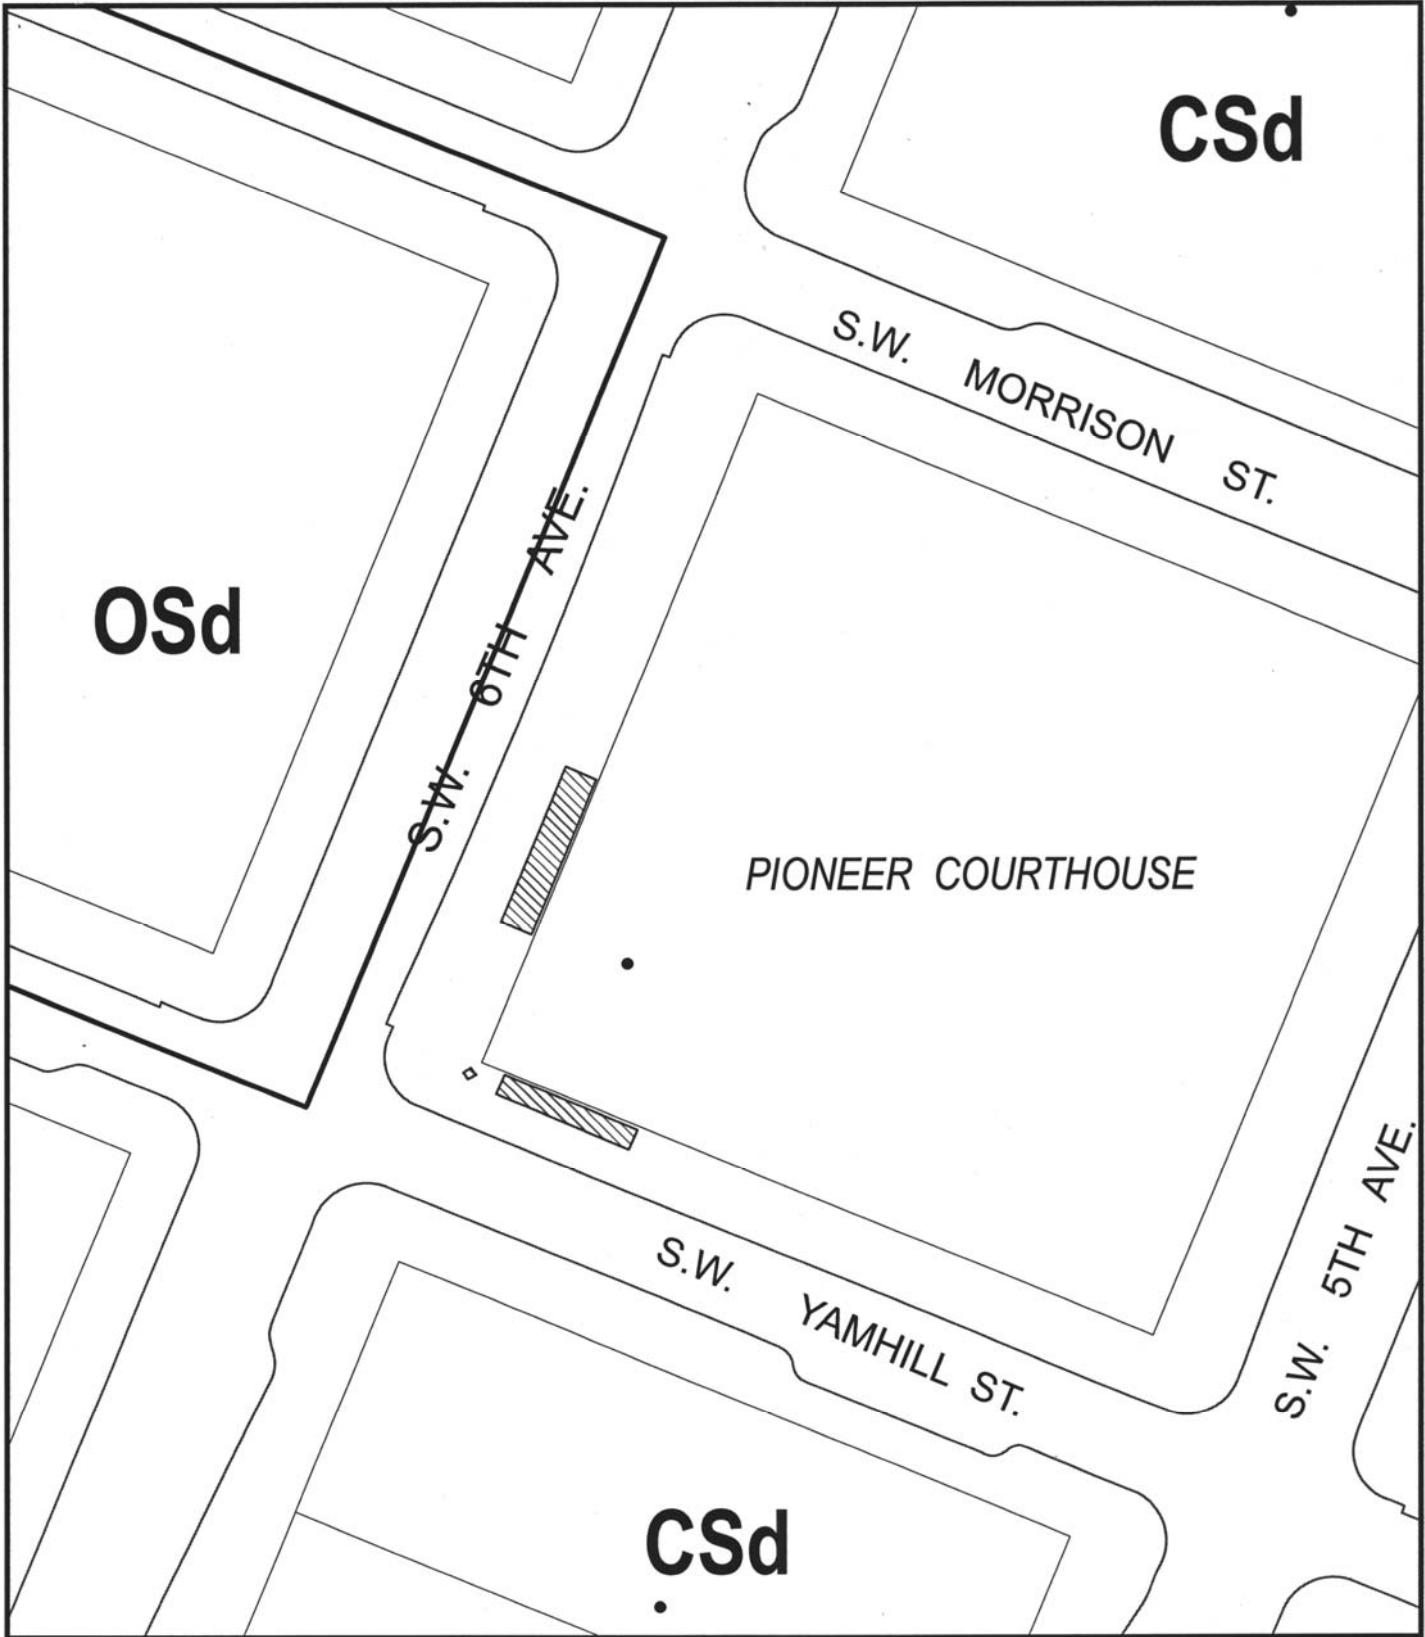 CSd
S.W. MORRISON ST.
S.W. 6TH AVE.
OSd
PIONEER COURTHOUSE
S.W. 5TH AVE.
S.W. YAMHILL ST.
CSd